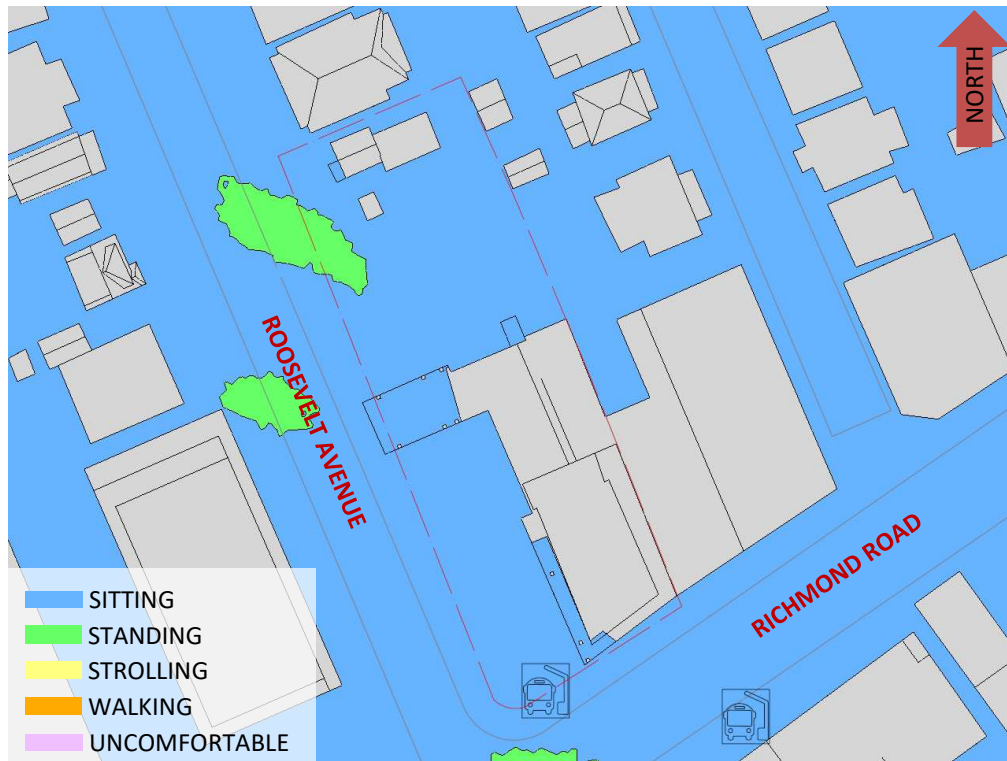 NORTH
ROOSEVELT AVENUE
RICHMOND ROAD
SITTING
STANDING
STROLLING
WALKING
UNCOMFORTABLE